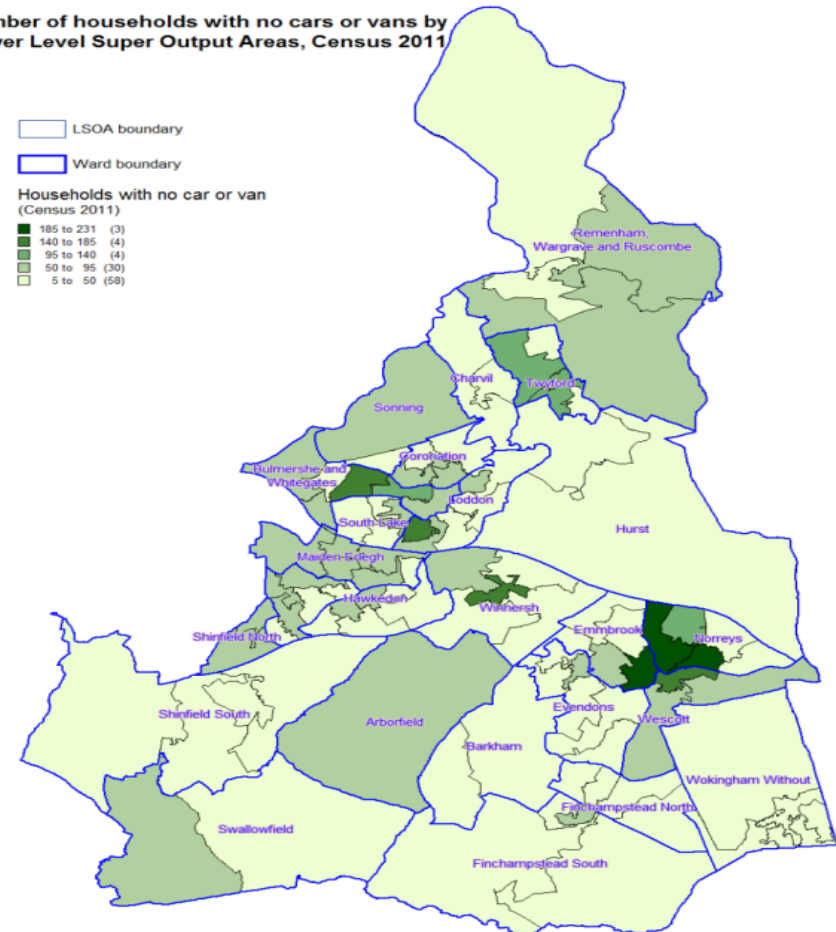 mber of households with no cars or vans by
er Level Super Output Areas, Census 2011
LSOA boundary
Ward boundary
Households with no car or van
(Census 2011)
185 to 231 (3)
140 to 185 (4)
95 to 140 (4)
50 to 95 (30)
5 to 50 (58)
Remenham,
Wargrave and Ruscombe
Charvil
Twyford
Sonning
Coronation
Bulmershe and
Whitegates
Loddon
South Lake
Hurst
Maiden Erlegh
Hawkedon
Winnersh
Emmbrook
Norreys
Shinfield North
Evendons
Shinfield South
Arborfield
Wescott
Barkham
Wokingham Without
Finchampstead North
Swallowfield
Finchampstead South